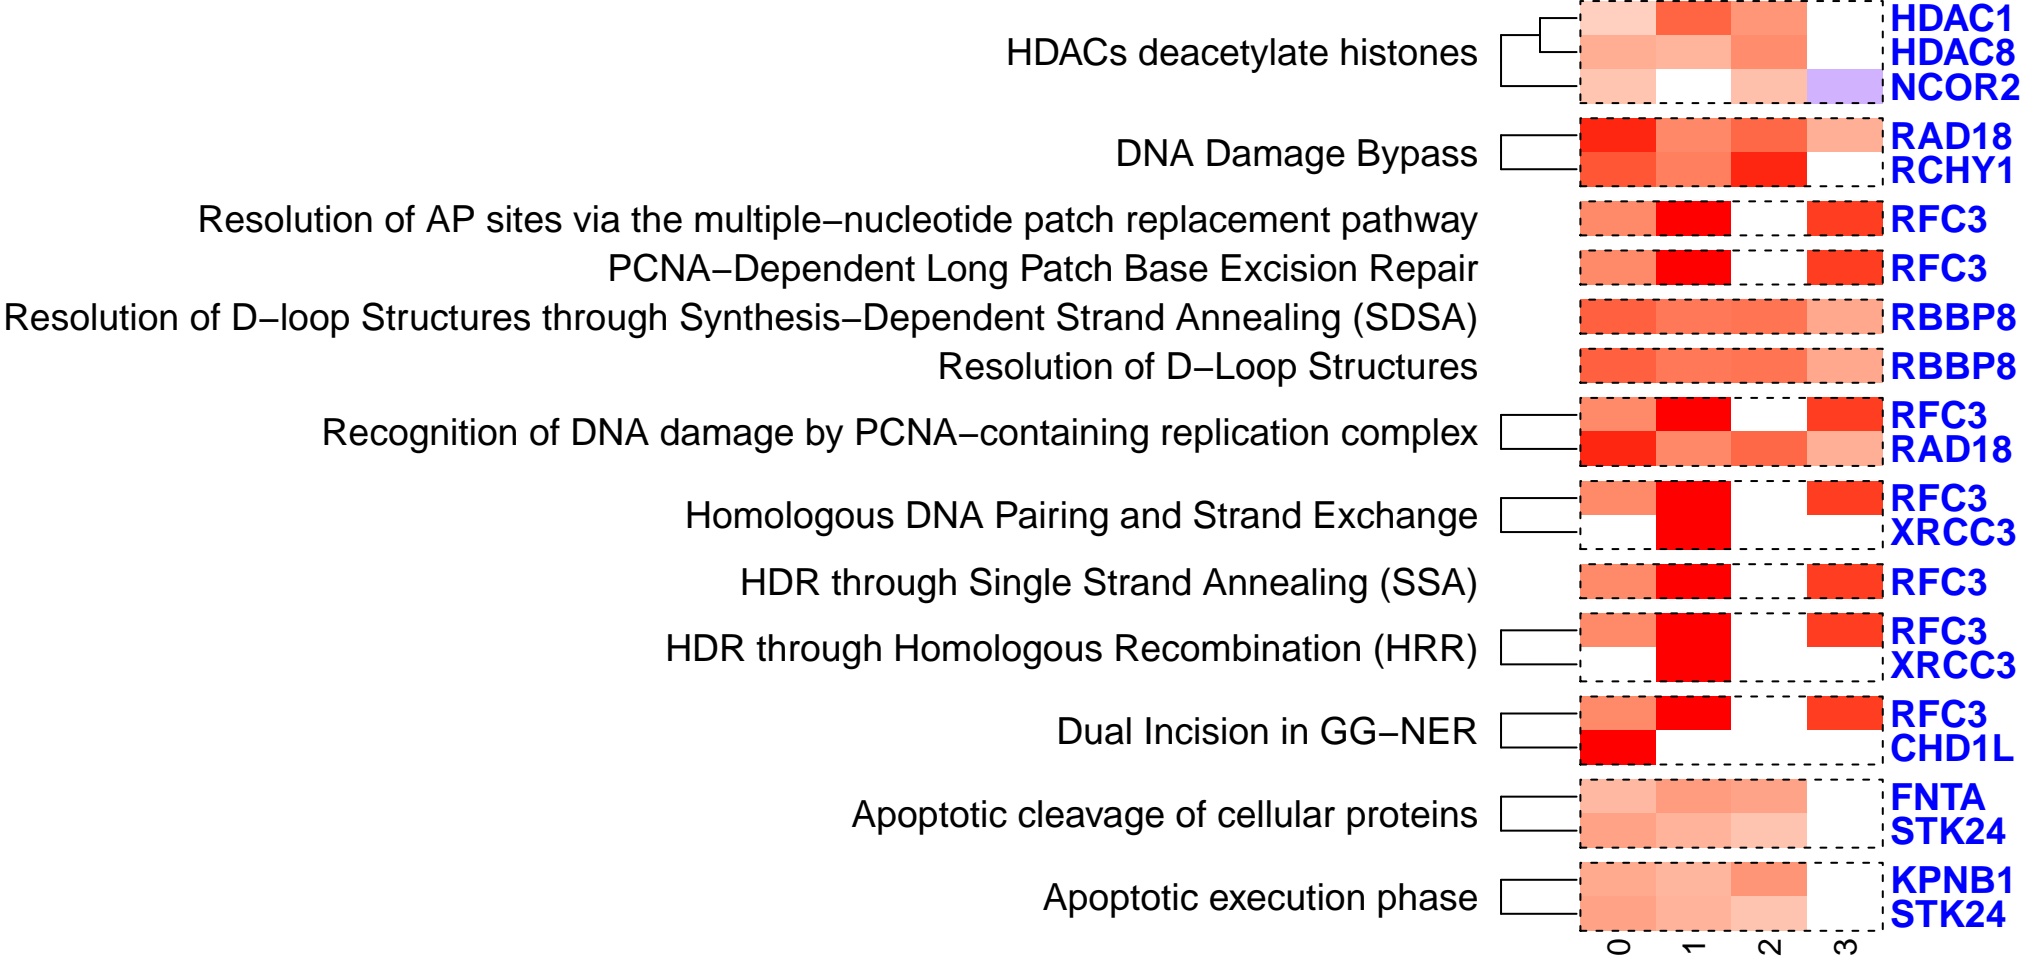 HDACs deacetylate histones
HDAC1
HDAC8
NCOR2
DNA Damage Bypass
RAD18
RCHY1
Resolution of AP sites via the multiple−nucleotide patch replacement pathway
RFC3
PCNA−Dependent Long Patch Base Excision Repair
RFC3
Resolution of D−loop Structures through Synthesis−Dependent Strand Annealing (SDSA)
RBBP8
Resolution of D−Loop Structures
RBBP8
Recognition of DNA damage by PCNA−containing replication complex
RFC3
RAD18
Homologous DNA Pairing and Strand Exchange
RFC3
XRCC3
HDR through Single Strand Annealing (SSA)
RFC3
HDR through Homologous Recombination (HRR)
RFC3
XRCC3
Dual Incision in GG−NER
RFC3
CHD1L
Apoptotic cleavage of cellular proteins
FNTA
STK24
Apoptotic execution phase
KPNB1
STK24
0 1 2 3